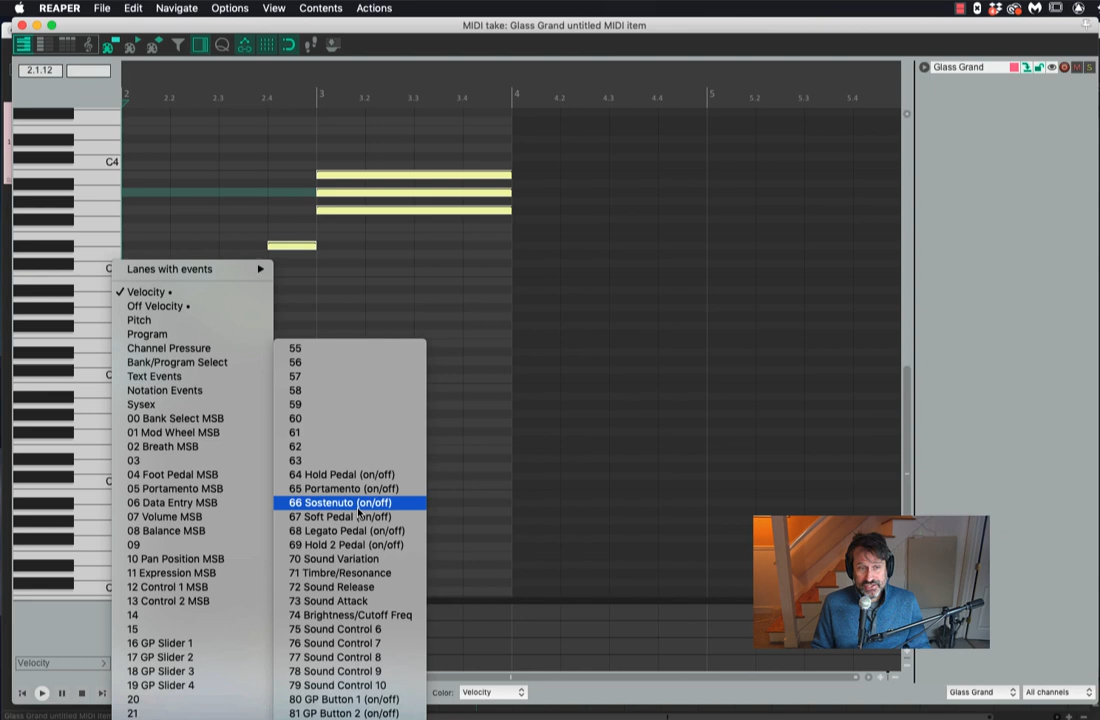 REAPER File Edit Navigate Options View Contents Actions
MIDI take: Glass Grand untitled MIDI item
2.1.12
2 2.2 2.3 2.4 3 3.2 3.3 3.4 4 4.2 4.3 4.4 5 5.2 5.3 5.4
Glass Grand M S
C4
Lanes with events
Velocity •
Off Velocity •
Pitch
Program
Channel Pressure
Bank/Program Select
Text Events
Notation Events
Sysex
00 Bank Select MSB
01 Mod Wheel MSB
02 Breath MSB
03
04 Foot Pedal MSB
05 Portamento MSB
06 Data Entry MSB
07 Volume MSB
08 Balance MSB
09
10 Pan Position MSB
11 Expression MSB
12 Control 1 MSB
13 Control 2 MSB
14
15
16 GP Slider 1
17 GP Slider 2
18 GP Slider 3
19 GP Slider 4
20
21
55
56
57
58
59
60
61
62
63
64 Hold Pedal (on/off)
65 Portamento (on/off)
66 Sostenuto (on/off)
67 Soft Pedal (on/off)
68 Legato Pedal (on/off)
69 Hold 2 Pedal (on/off)
70 Sound Variation
71 Timbre/Resonance
72 Sound Release
73 Sound Attack
74 Brightness/Cutoff Freq
75 Sound Control 6
76 Sound Control 7
77 Sound Control 8
78 Sound Control 9
79 Sound Control 10
80 GP Button 1 (on/off)
81 GP Button 2 (on/off)
Velocity
Color: Velocity
Glass Grand All channels
Glass Grand untitled MIDI item